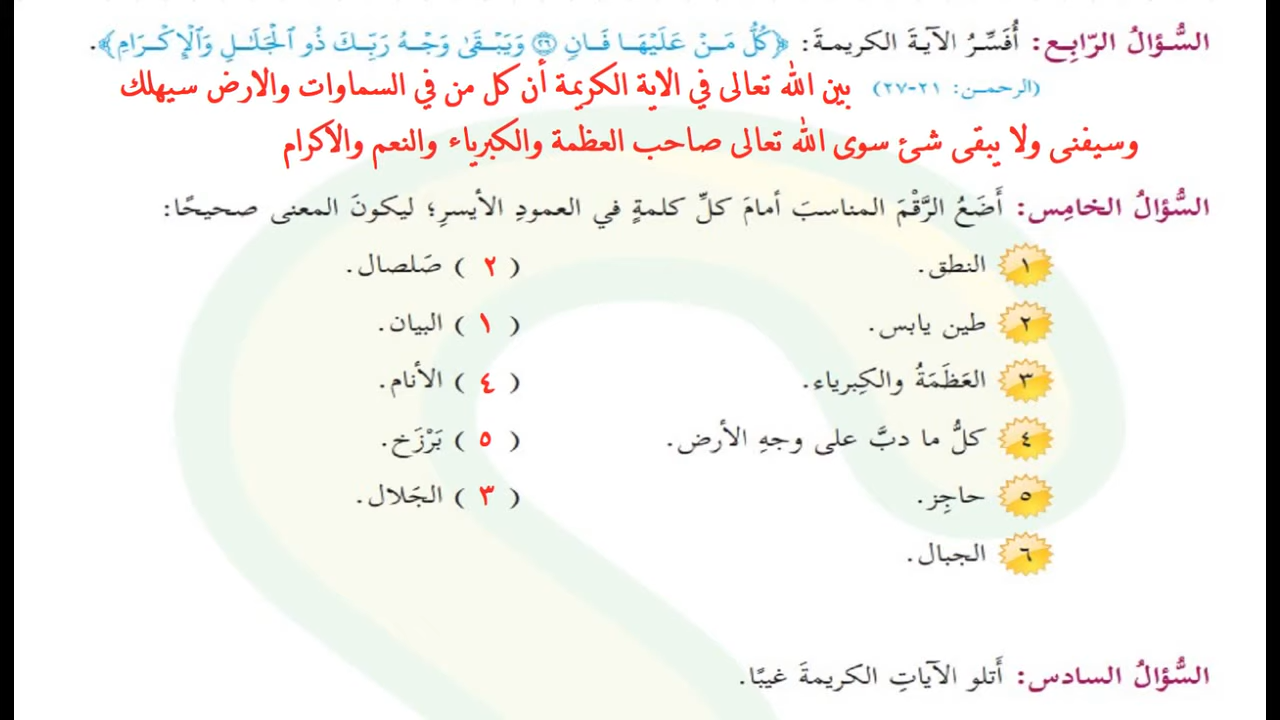 السُّؤالُ الرّابِع: أُفَسِّرُ الآيةَ الكريمةَ: ﴿كُلُّ مَنْ عَلَيْهَا فَانٍ ٢٦ وَيَبْقَىٰ وَجْهُ رَبِّكَ ذُو الْجَلَالِ وَالْإِكْرَامِ﴾.
(الرحمن: ٢١-٢٧) بين الله تعالى في الاية الكريمة أن كل من في السماوات والارض سيهلك
وسيفنى ولا يبقى شئ سوى الله تعالى صاحب العظمة والكبرياء والنعم والاكرام
السُّؤالُ الخامِس: أَضَعُ الرَّقْمَ المناسبَ أمامَ كلِّ كلمةٍ في العمودِ الأيسرِ؛ ليكونَ المعنى صحيحًا:
١ النطق. ( ٢ ) صَلصال.
٢ طين يابس. ( ١ ) البيان.
٣ العَظَمَةُ والكِبرياء. ( ٤ ) الأنام.
٤ كلُّ ما دبَّ على وجهِ الأرض. ( ٥ ) بَرْزَخ.
٥ حاجِز. ( ٣ ) الجَلال.
٦ الجبال.
السُّؤالُ السادس: أَتلو الآياتِ الكريمةَ غيبًا.